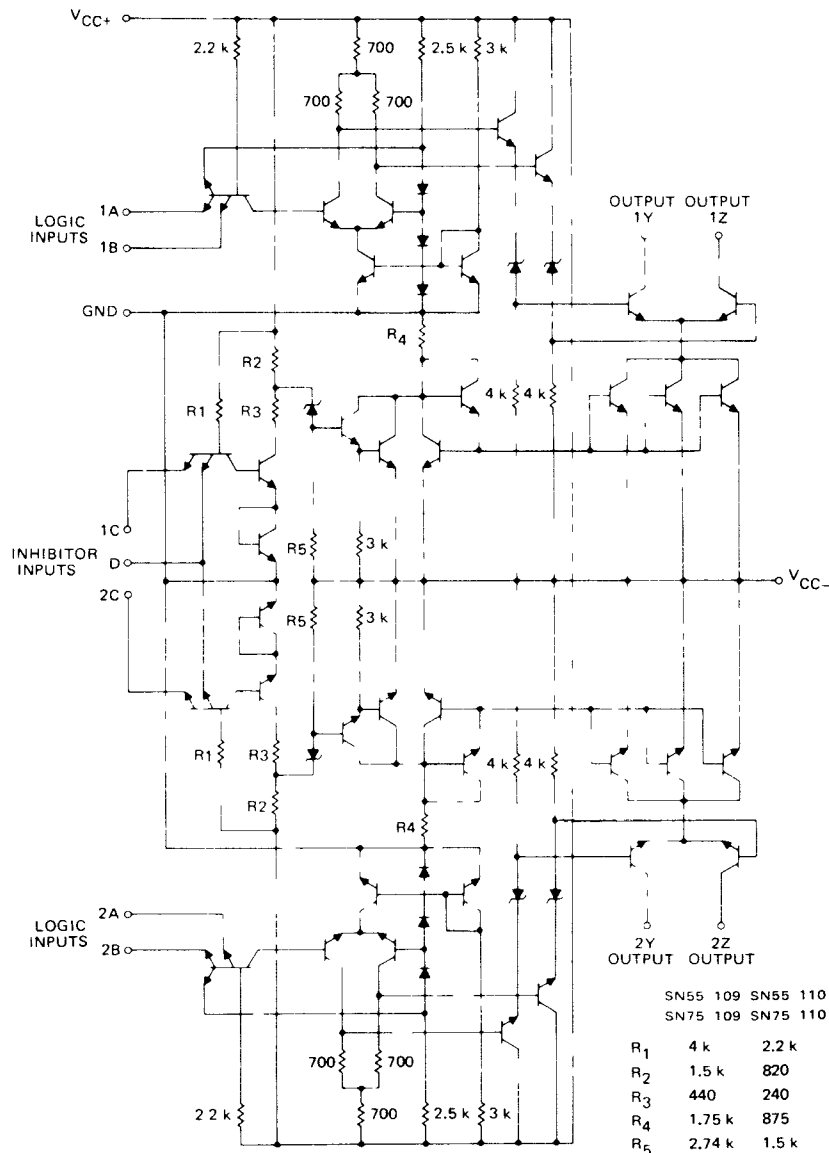 VCC+
2.2 k
700
2.5 k
3 k
700
700
1A
LOGIC
INPUTS
1B
OUTPUT
1Y
OUTPUT
1Z
GND
R4
R2
R1
R3
4 k
4 k
1C
INHIBITOR
INPUTS
D
2C
R5
3 k
VCC−
R5
3 k
R1
R3
R2
4 k
4 k
R4
2A
LOGIC
INPUTS
2B
2Y
OUTPUT
2Z
OUTPUT
700
700
2 2 k
700
2.5 k
3 k
SN55 109 SN55 110
SN75 109 SN75 110
R1 4 k 2.2 k
R2 1.5 k 820
R3 440 240
R4 1.75 k 875
R5 2.74 k 1.5 k